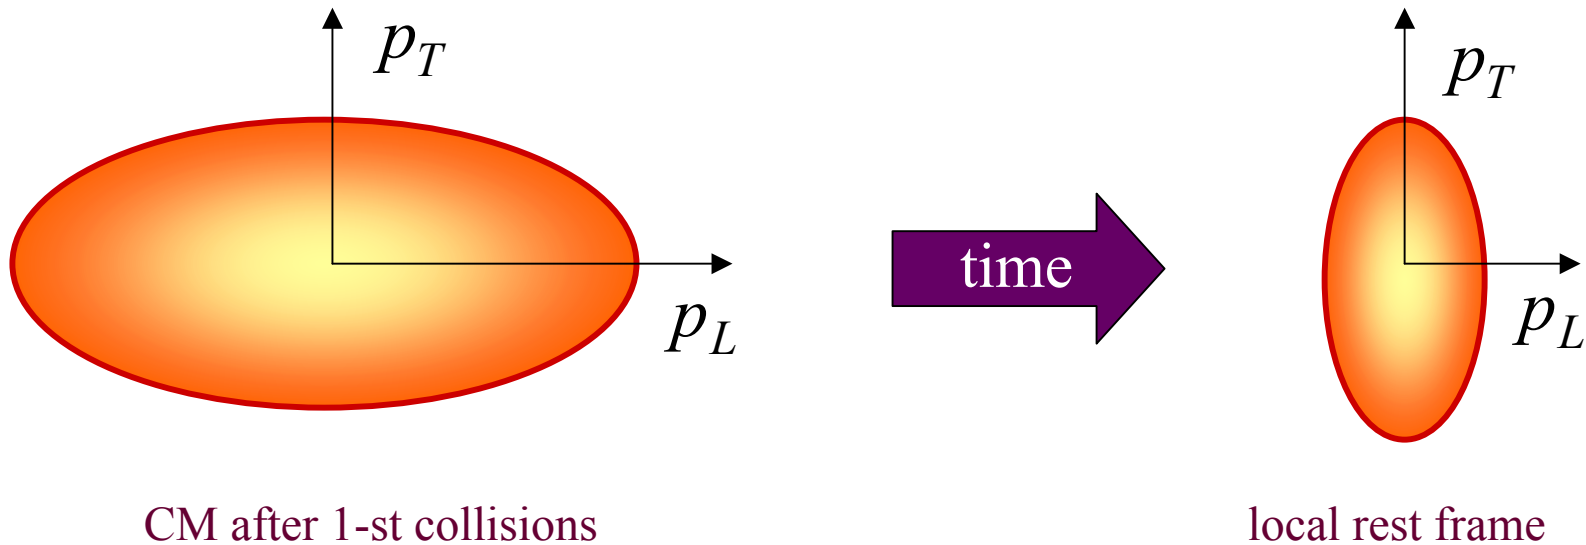 p_T
p_T
time
p_L
p_L
CM after 1-st collisions
local rest frame